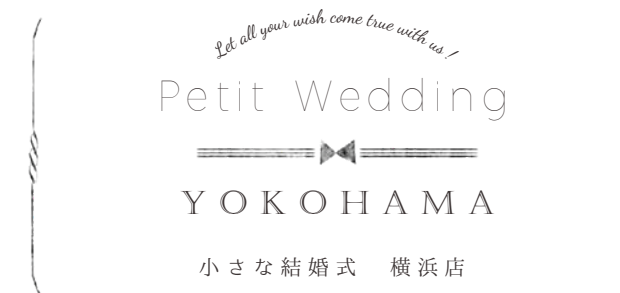 Let all your wish come true with us !
Petit Wedding
YOKOHAMA
小さな結婚式 横浜店